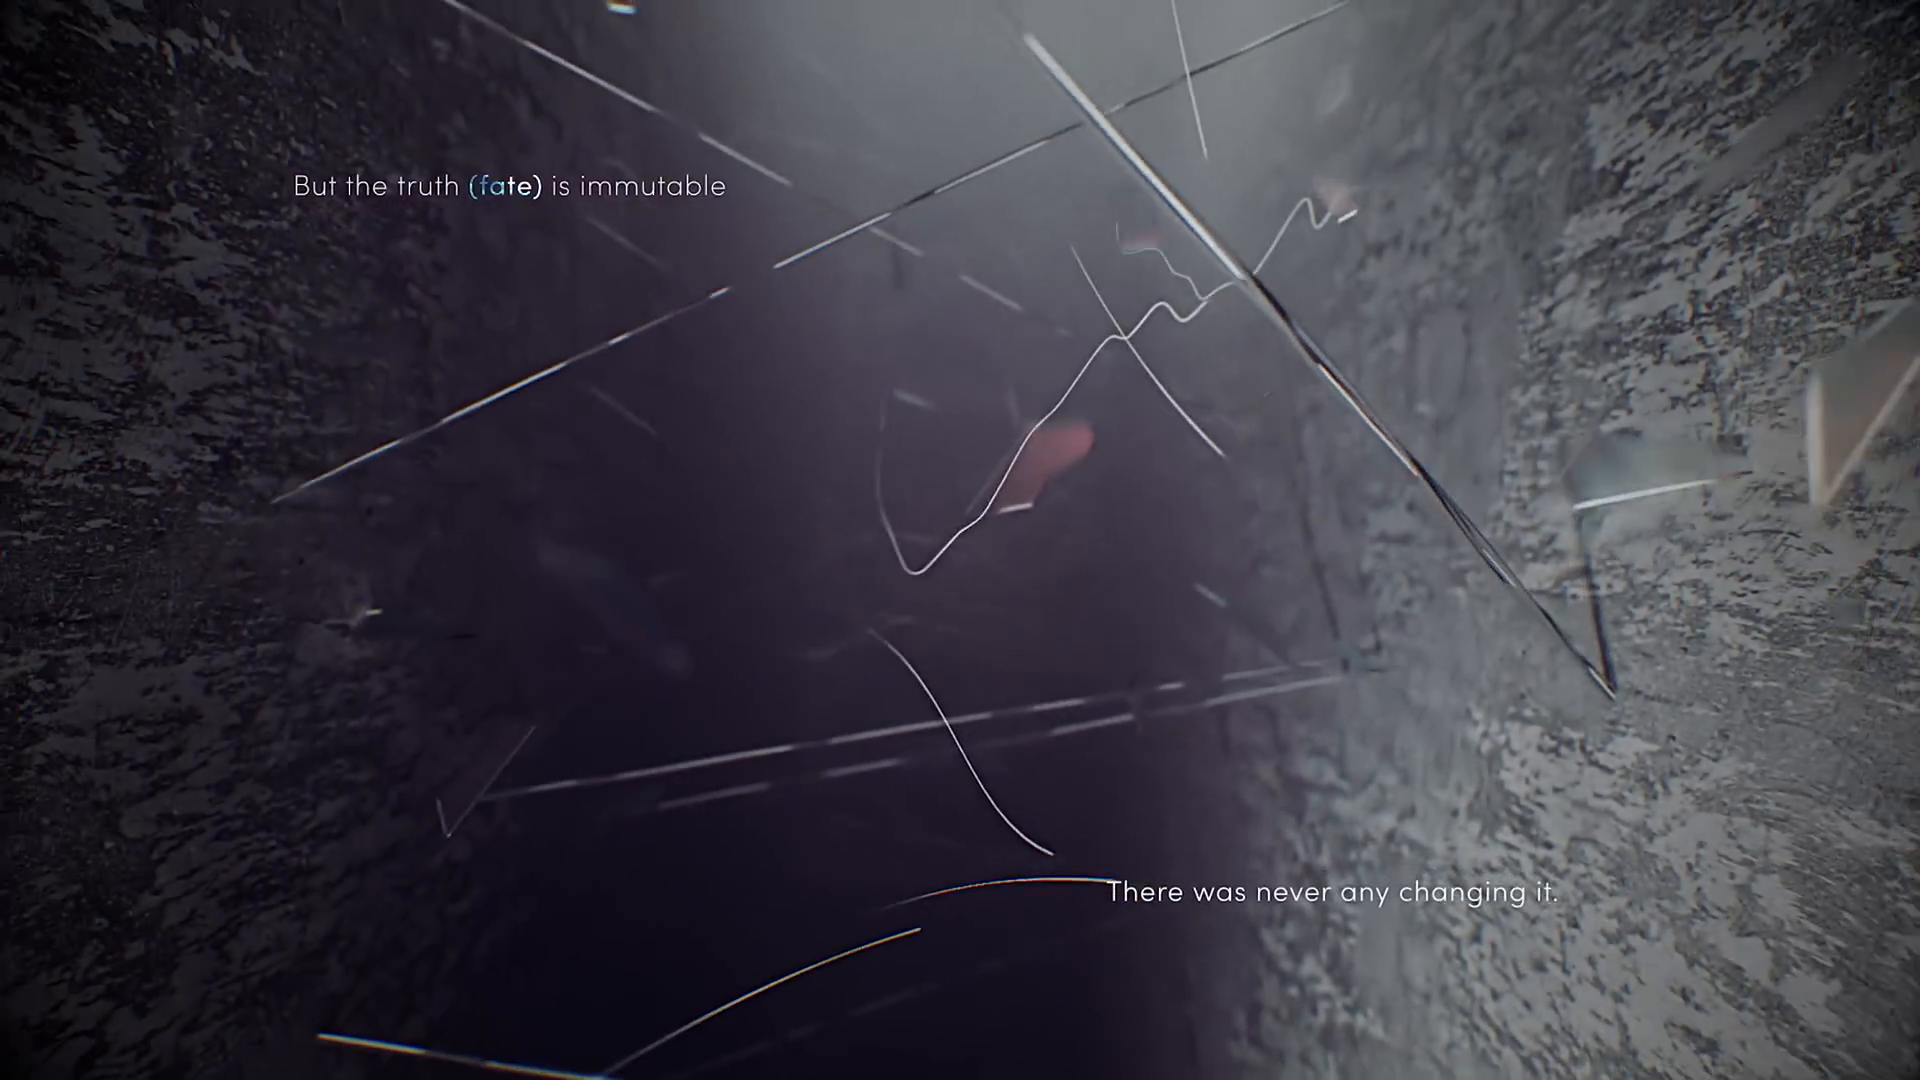 But the truth (fate) is immutable
There was never any changing it.